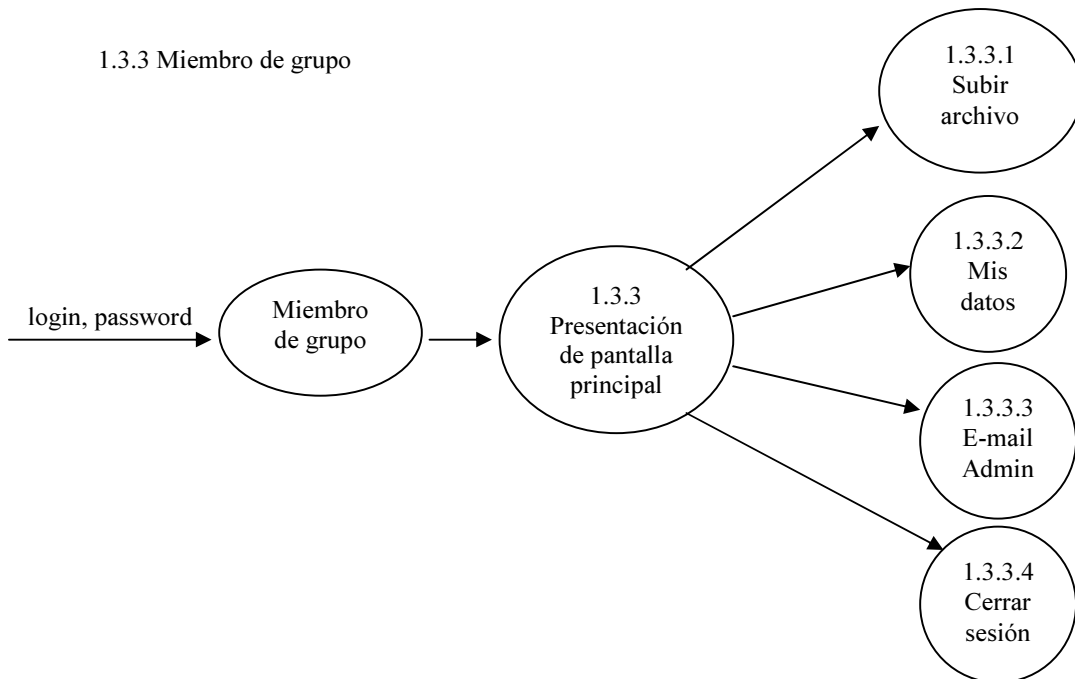 1.3.3 Miembro de grupo
1.3.3.1
Subir
archivo
1.3.3.2
Mis
datos
login, password
Miembro
de grupo
1.3.3
Presentación
de pantalla
principal
1.3.3.3
E-mail
Admin
1.3.3.4
Cerrar
sesión